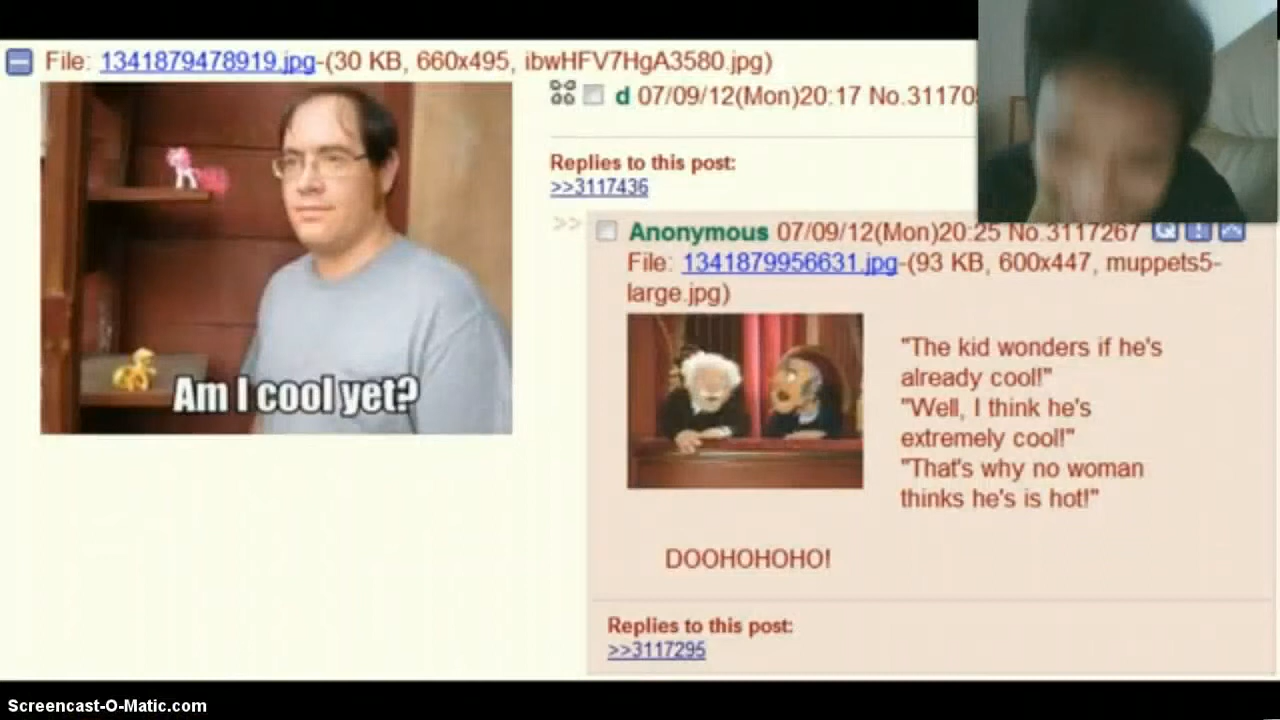 File: 1341879478919.jpg-(30 KB, 660x495, ibwHFV7HgA3580.jpg)
Am I cool yet?
d 07/09/12(Mon)20:17 No.31170
Replies to this post:
>>3117436
>> Anonymous 07/09/12(Mon)20:25 No.3117267
File: 1341879956631.jpg-(93 KB, 600x447, muppets5-
large.jpg)
"The kid wonders if he's
already cool!"
"Well, I think he's
extremely cool!"
"That's why no woman
thinks he's is hot!"
DOOHOHOHO!
Replies to this post:
>>3117295
Screencast-O-Matic.com